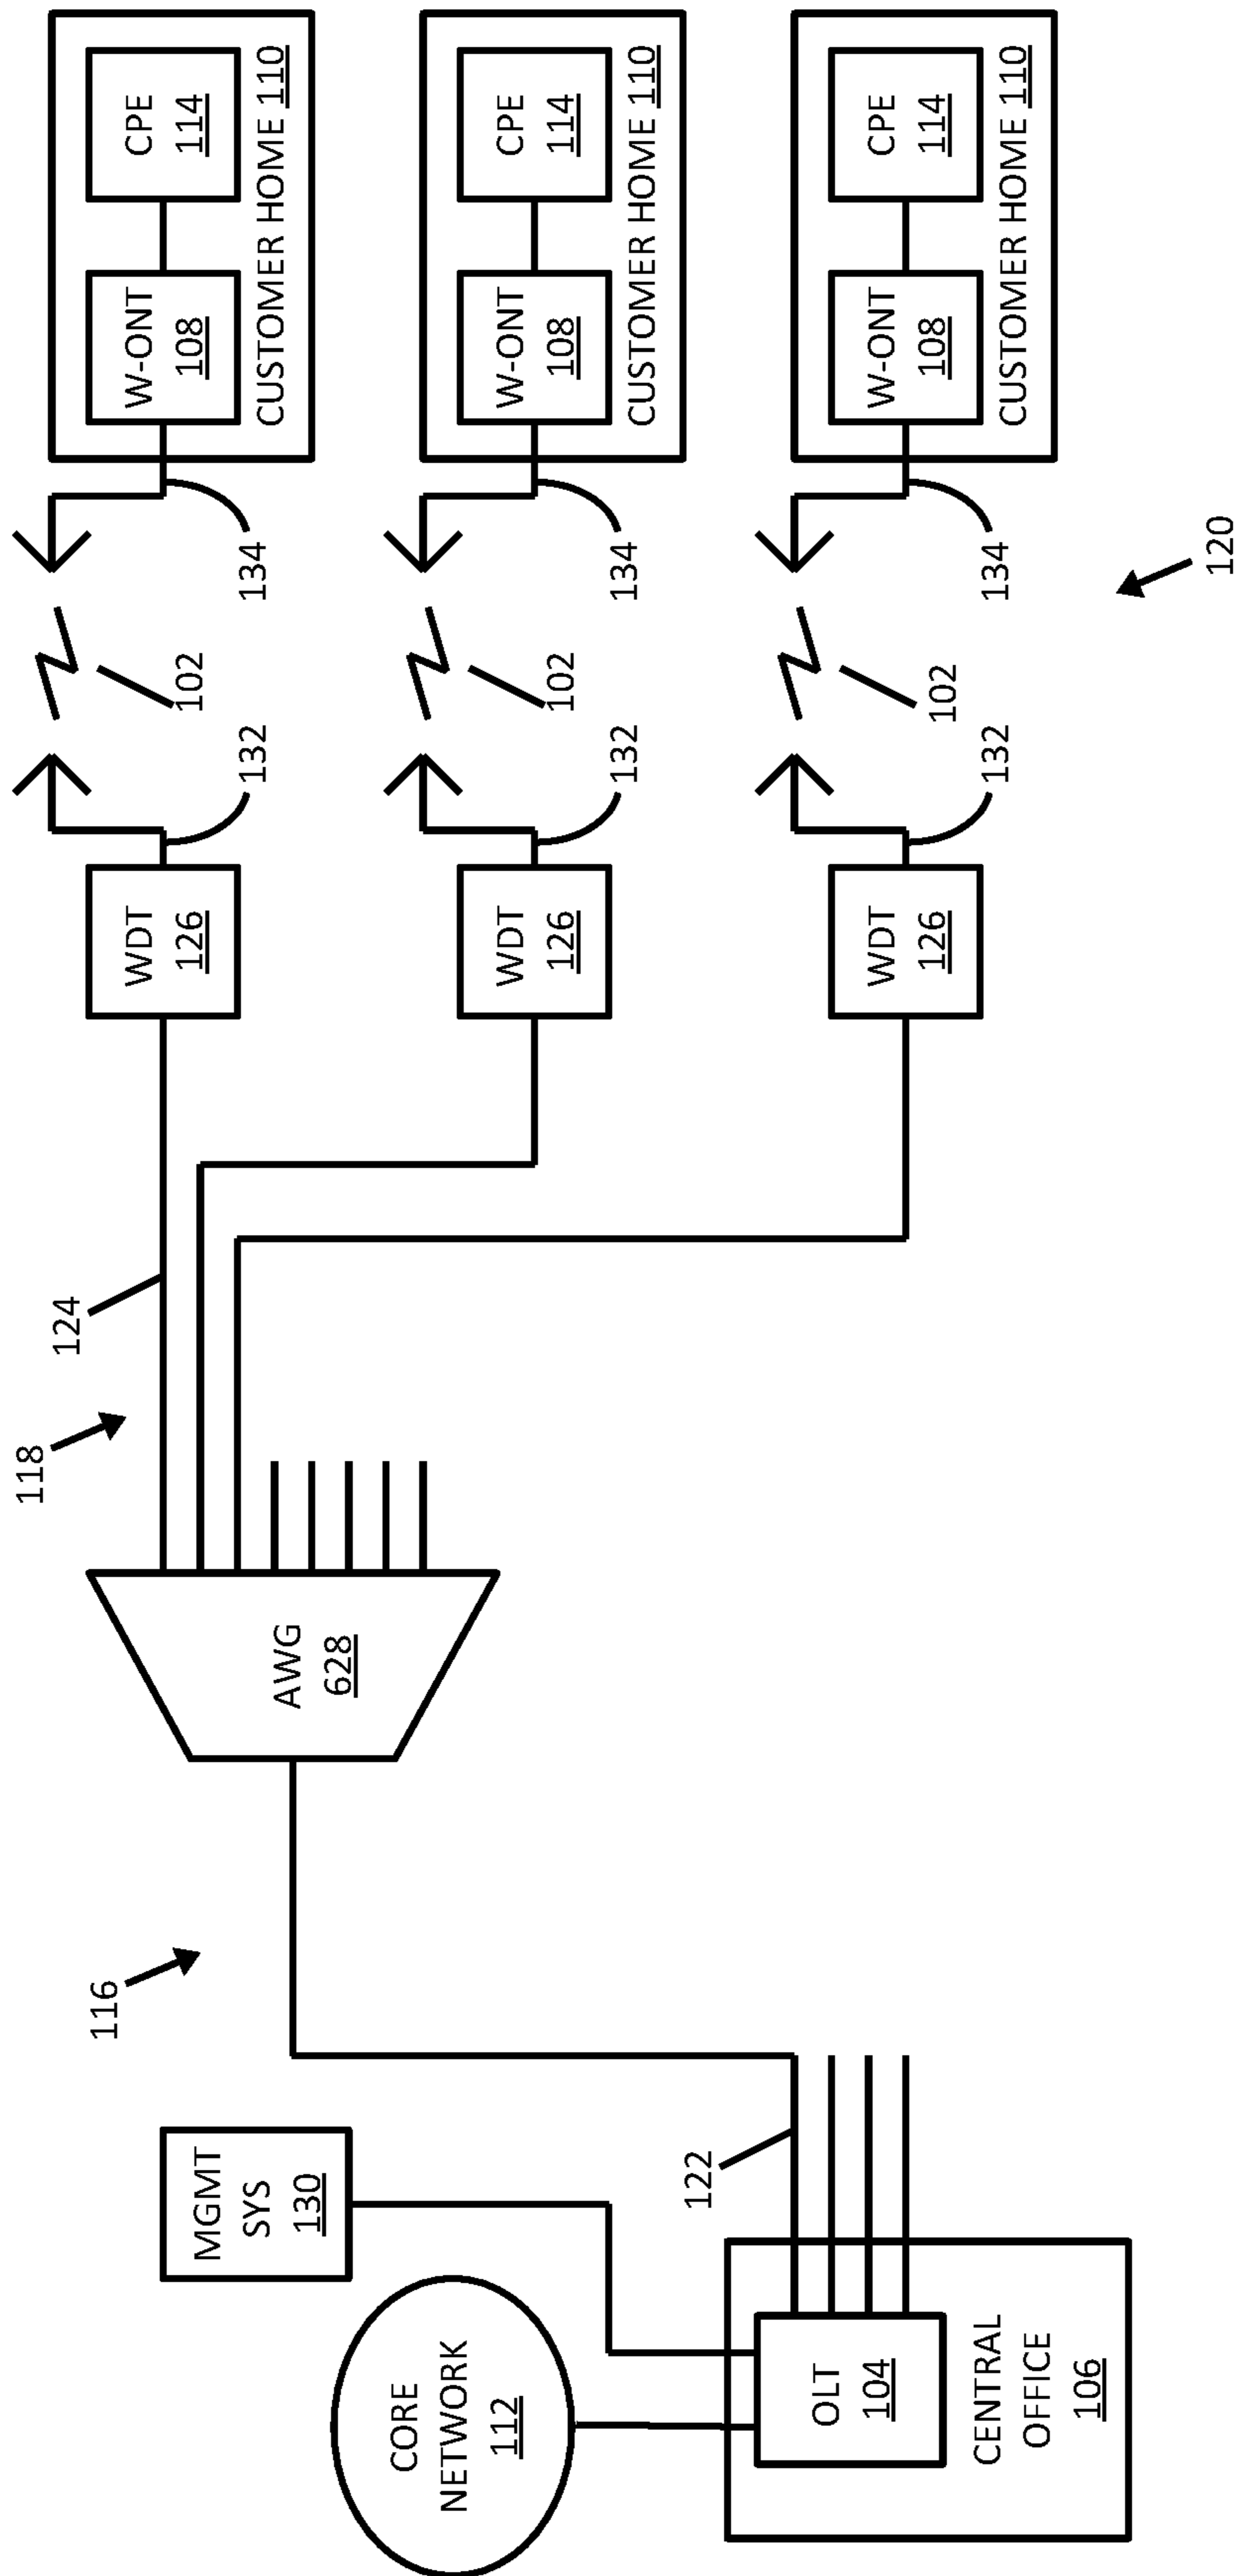 CORE
NETWORK
112
MGMT
SYS
130
OLT
104
CENTRAL
OFFICE
106
122
116
AWG
628
118
124
WDT
126
132
102
134
W-ONT
108
CPE
114
CUSTOMER HOME 110
WDT
126
132
102
134
W-ONT
108
CPE
114
CUSTOMER HOME 110
WDT
126
132
102
134
W-ONT
108
CPE
114
CUSTOMER HOME 110
120